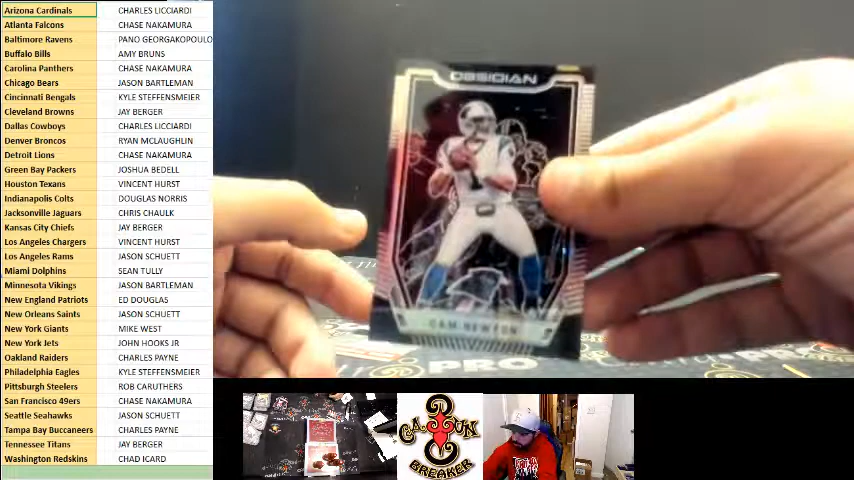 Arizona Cardinals CHARLES LICCIARDI
Atlanta Falcons CHASE NAKAMURA
Baltimore Ravens PANO GEORGAKOPOULO
Buffalo Bills AMY BRUNS
Carolina Panthers CHASE NAKAMURA
Chicago Bears JASON BARTLEMAN
Cincinnati Bengals KYLE STEFFENSMEIER
Cleveland Browns JAY BERGER
Dallas Cowboys CHARLES LICCIARDI
Denver Broncos RYAN MCLAUGHLIN
Detroit Lions CHASE NAKAMURA
Green Bay Packers JOSHUA BEDELL
Houston Texans VINCENT HURST
Indianapolis Colts DOUGLAS NORRIS
Jacksonville Jaguars CHRIS CHAULK
Kansas City Chiefs JAY BERGER
Los Angeles Chargers VINCENT HURST
Los Angeles Rams JASON SCHUETT
Miami Dolphins SEAN TULLY
Minnesota Vikings JASON BARTLEMAN
New England Patriots ED DOUGLAS
New Orleans Saints JASON SCHUETT
New York Giants MIKE WEST
New York Jets JOHN HOOKS JR
Oakland Raiders CHARLES PAYNE
Philadelphia Eagles KYLE STEFFENSMEIER
Pittsburgh Steelers ROB CARUTHERS
San Francisco 49ers CHASE NAKAMURA
Seattle Seahawks JASON SCHUETT
Tampa Bay Buccaneers CHARLES PAYNE
Tennessee Titans JAY BERGER
Washington Redskins CHAD ICARD
OBSIDIAN
1
CAM NEWTON
PRO
BREAKER